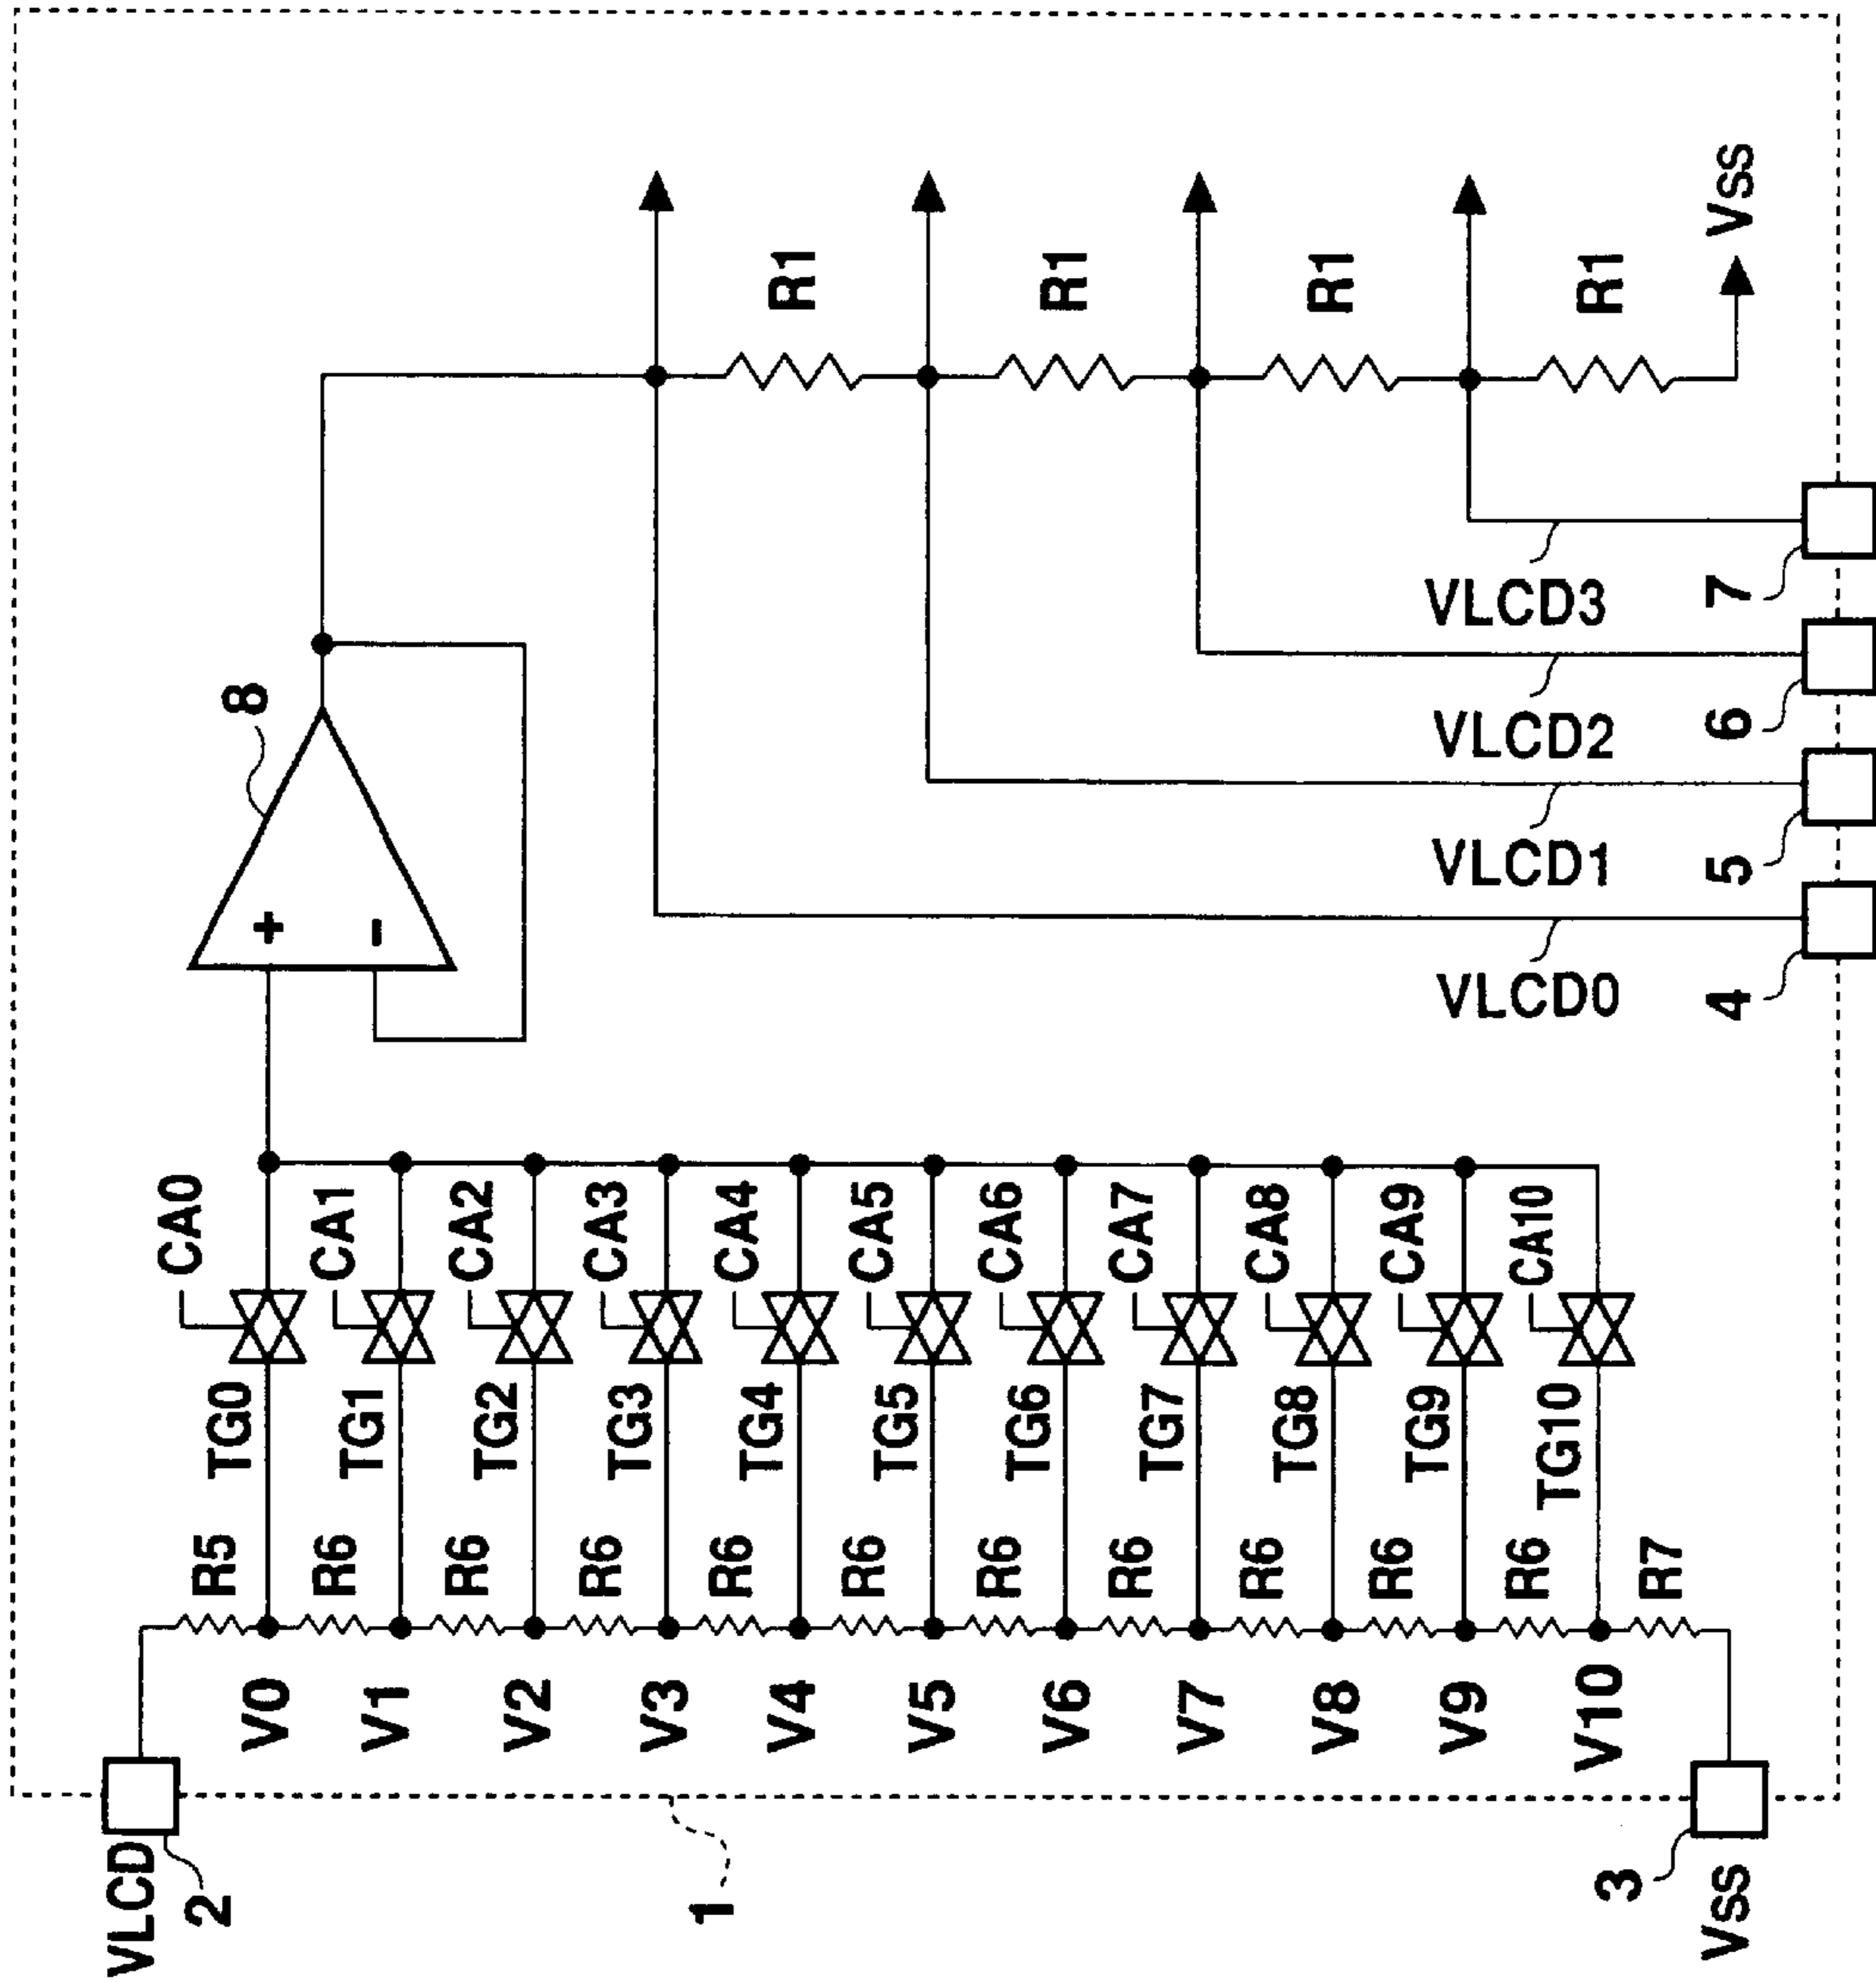 VLCD
2
R5
V0
TG0
CA0
R6
V1
TG1
CA1
R6
V2
TG2
CA2
R6
V3
TG3
CA3
R6
V4
TG4
CA4
R6
V5
TG5
CA5
R6
V6
TG6
CA6
R6
V7
TG7
CA7
R6
V8
TG8
CA8
R6
V9
TG9
CA9
R6
V10
TG10
CA10
R7
3
VSS
1
8
+
-
R1
R1
R1
R1
VSS
VLCD0
VLCD1
VLCD2
VLCD3
4
5
6
7